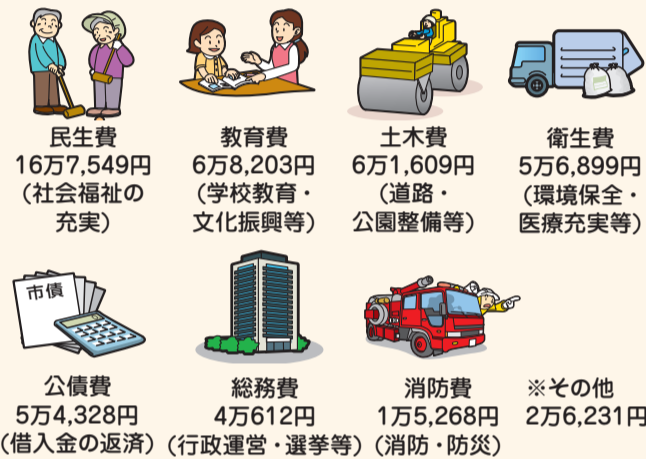 民生費
16万7,549円
(社会福祉の
充実)
教育費
6万8,203円
(学校教育・
文化振興等)
土木費
6万1,609円
(道路・
公園整備等)
衛生費
5万6,899円
(環境保全・
医療充実等)
市債
公債費
5万4,328円
(借入金の返済)
総務費
4万612円
(行政運営・選挙等)
消防費
1万5,268円
(消防・防災)
※その他
2万6,231円